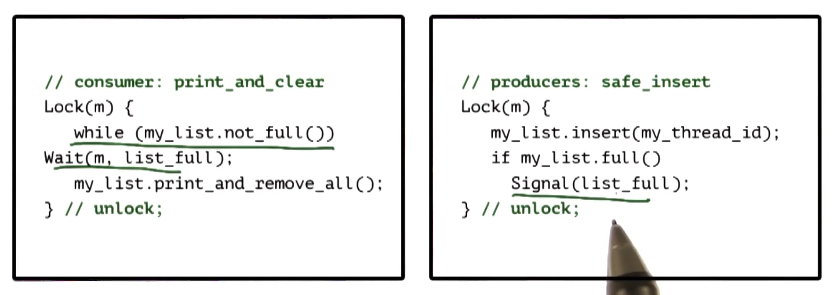 // consumer: print_and_clear
Lock(m) {
while (my_list.not_full())
Wait(m, list_full);
my_list.print_and_remove_all();
} // unlock;
// producers: safe_insert
Lock(m) {
my_list.insert(my_thread_id);
if my_list.full()
Signal(list_full);
} // unlock;